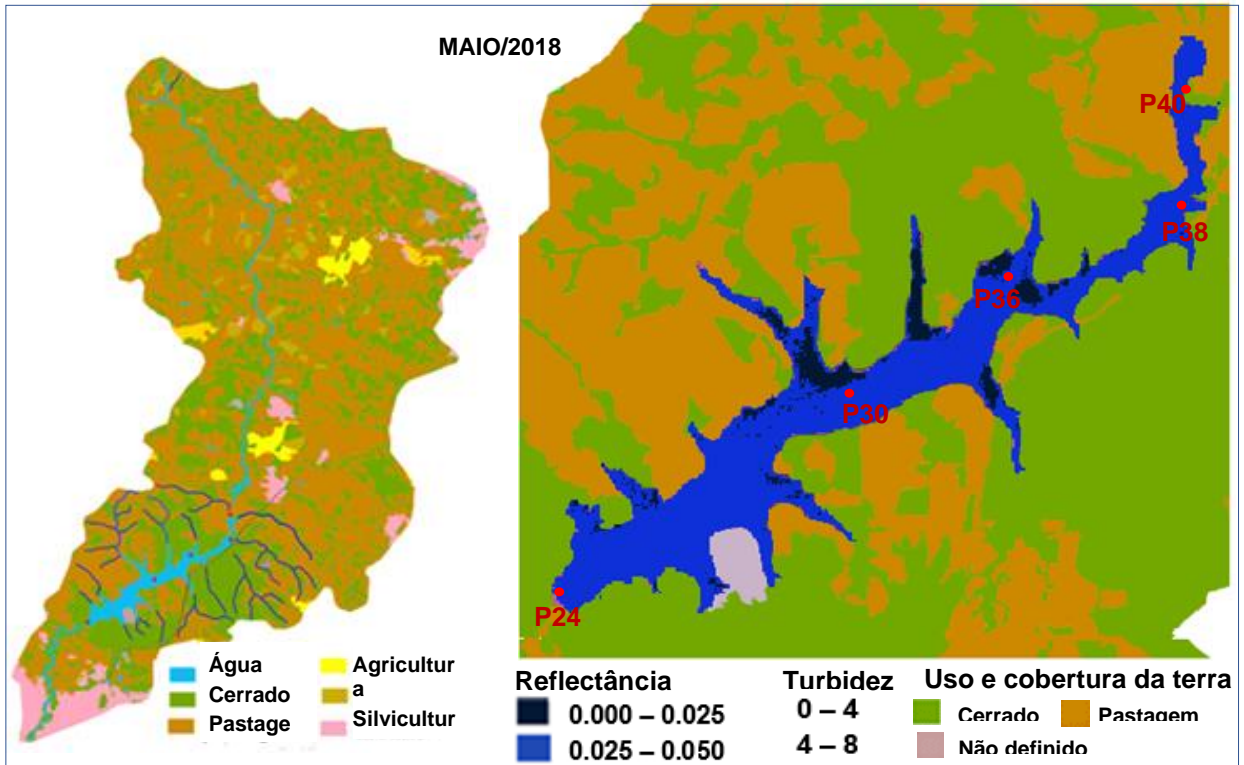 MAIO/2018
P40
P38
P36
P30
P24
Água
Cerrado
Pastage
Agricultur
a
Silvicultur
Reflectância
0.000 – 0.025
0.025 – 0.050
Turbidez
0 – 4
4 – 8
Uso e cobertura da terra
Cerrado
Pastagem
Não definido